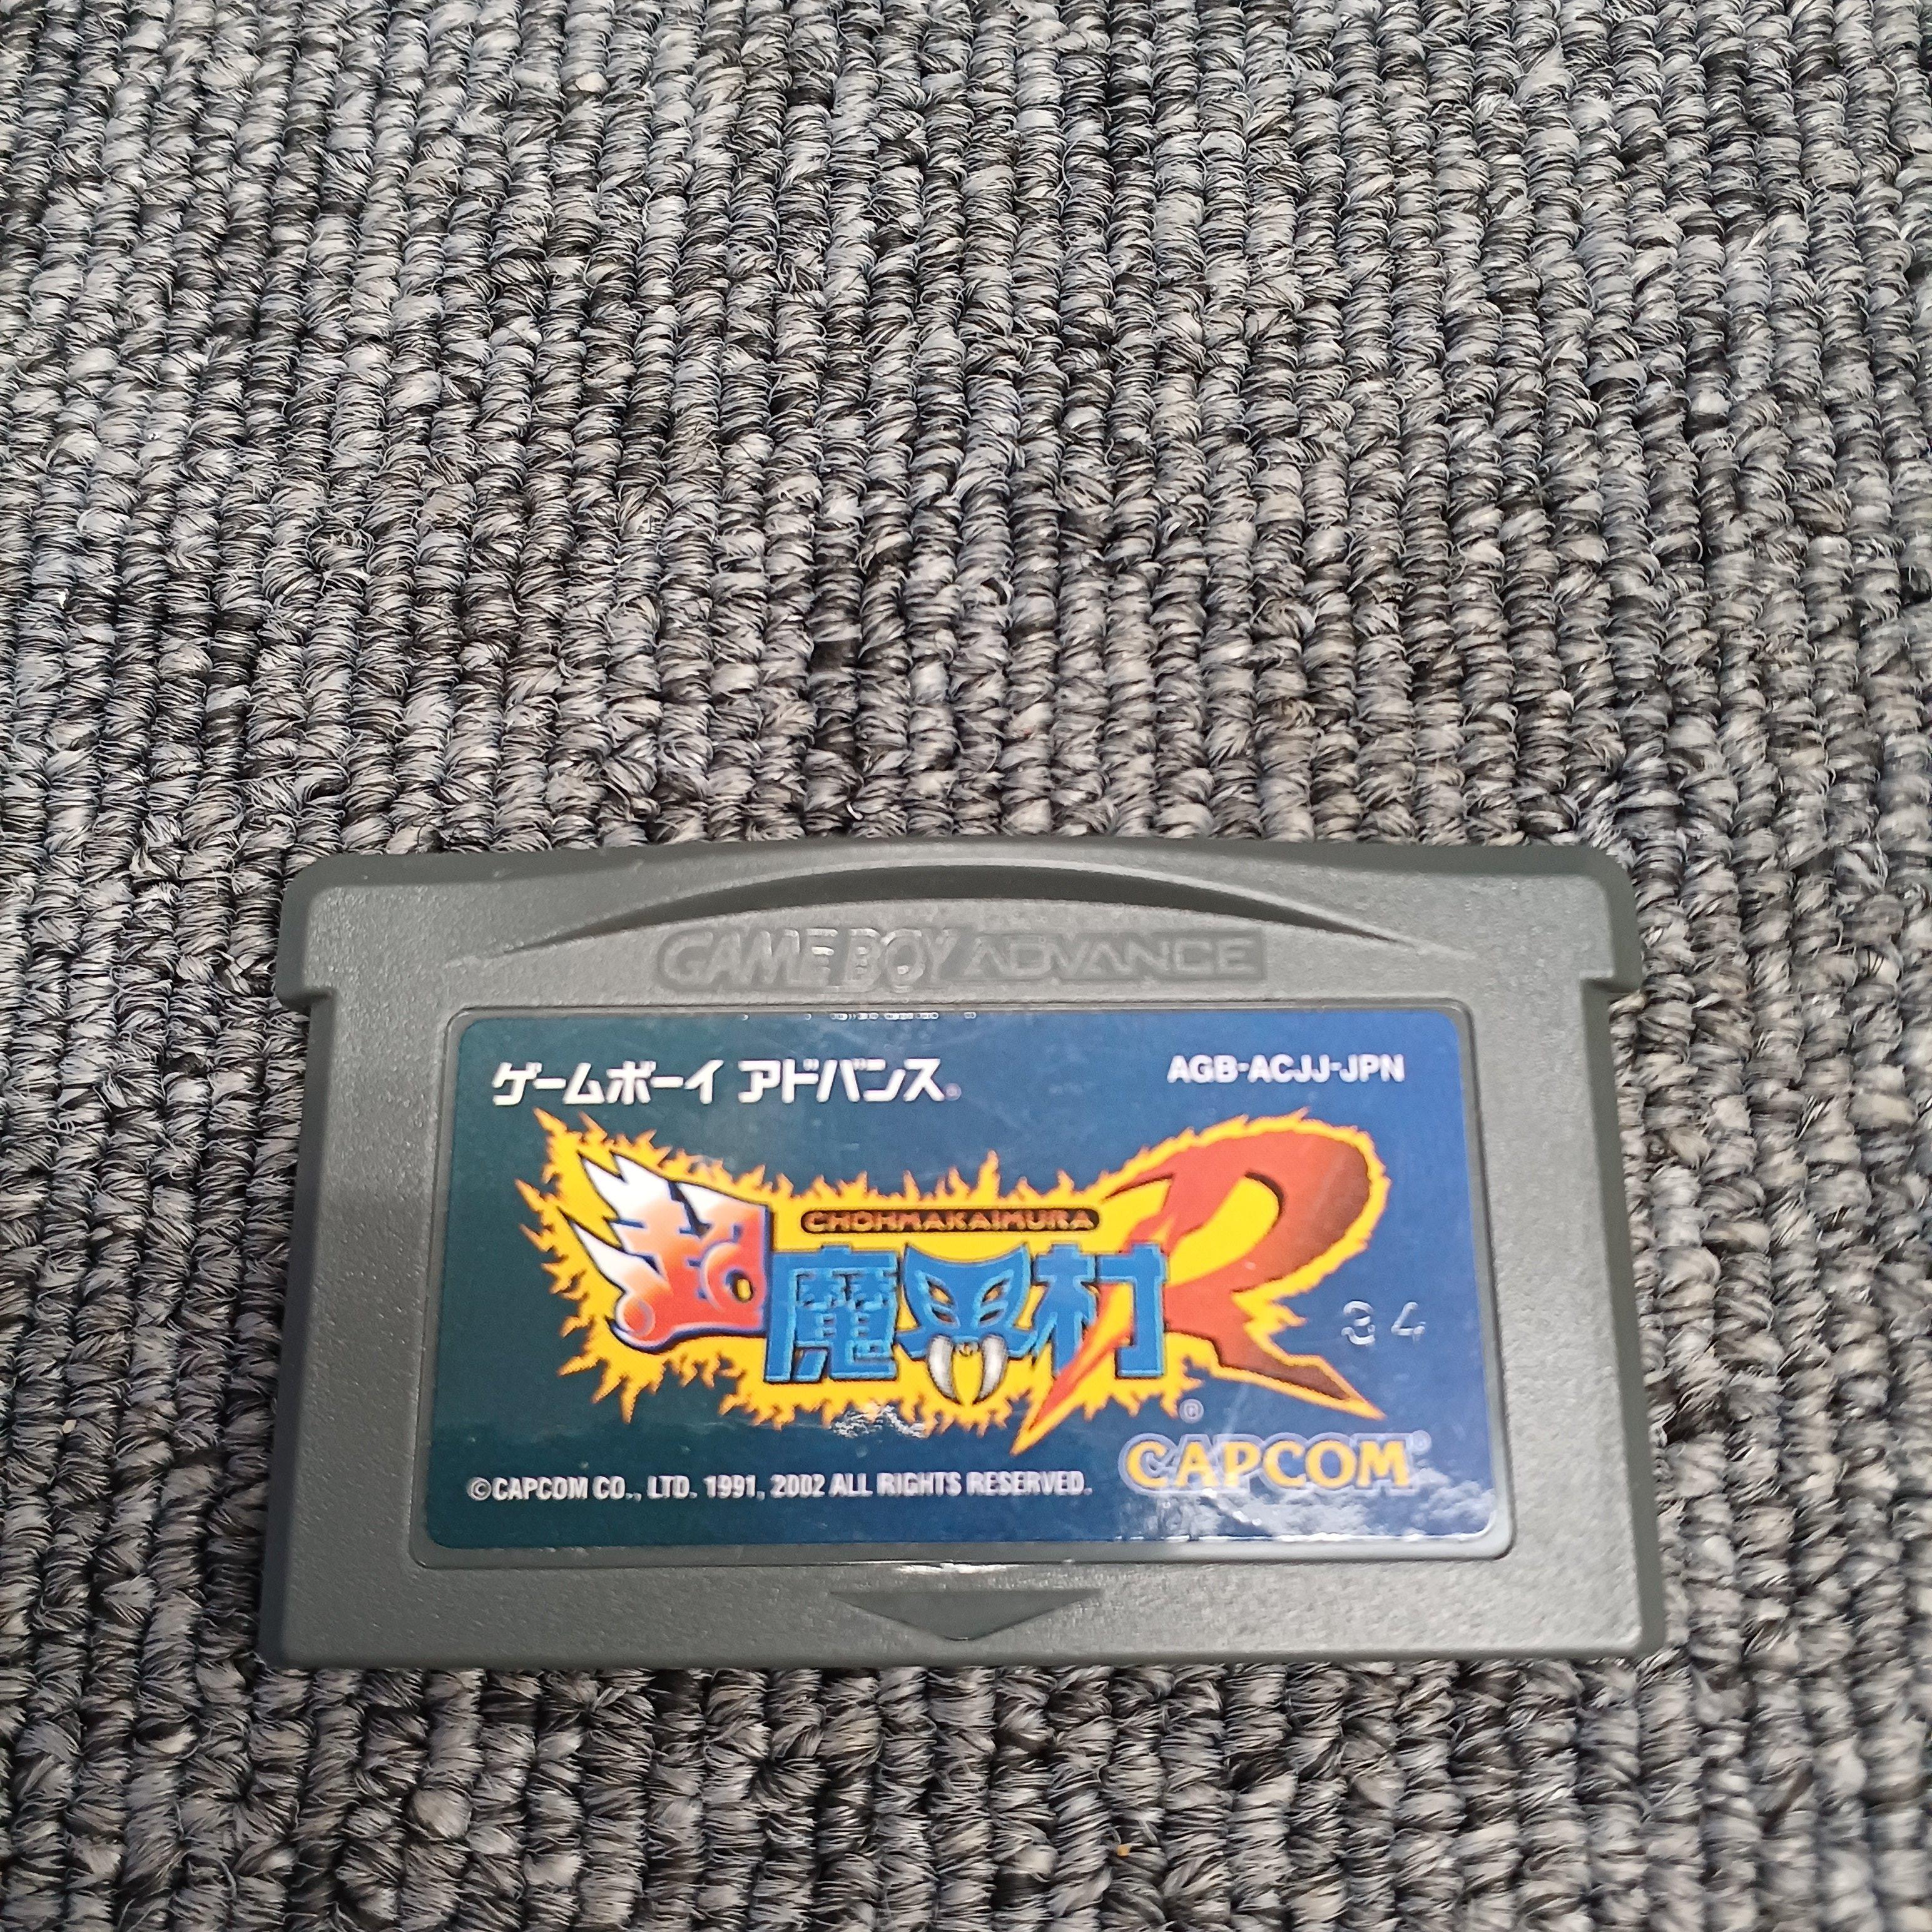 GAME BOY ADVANCE
ゲームボーイ アドバンス
AGB-ACJJ-JPN
CHOHMAKAIMURA
超魔界村R
34
CAPCOM
©CAPCOM CO., LTD. 1991, 2002 ALL RIGHTS RESERVED.